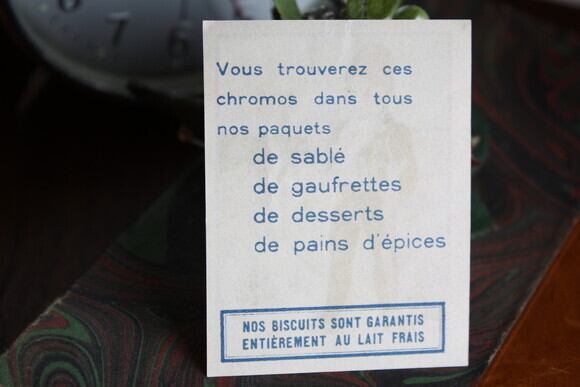 Vous trouverez ces
chromos dans tous
nos paquets
de sablé
de gaufrettes
de desserts
de pains d'épices
NOS BISCUITS SONT GARANTIS
ENTIÈREMENT AU LAIT FRAIS